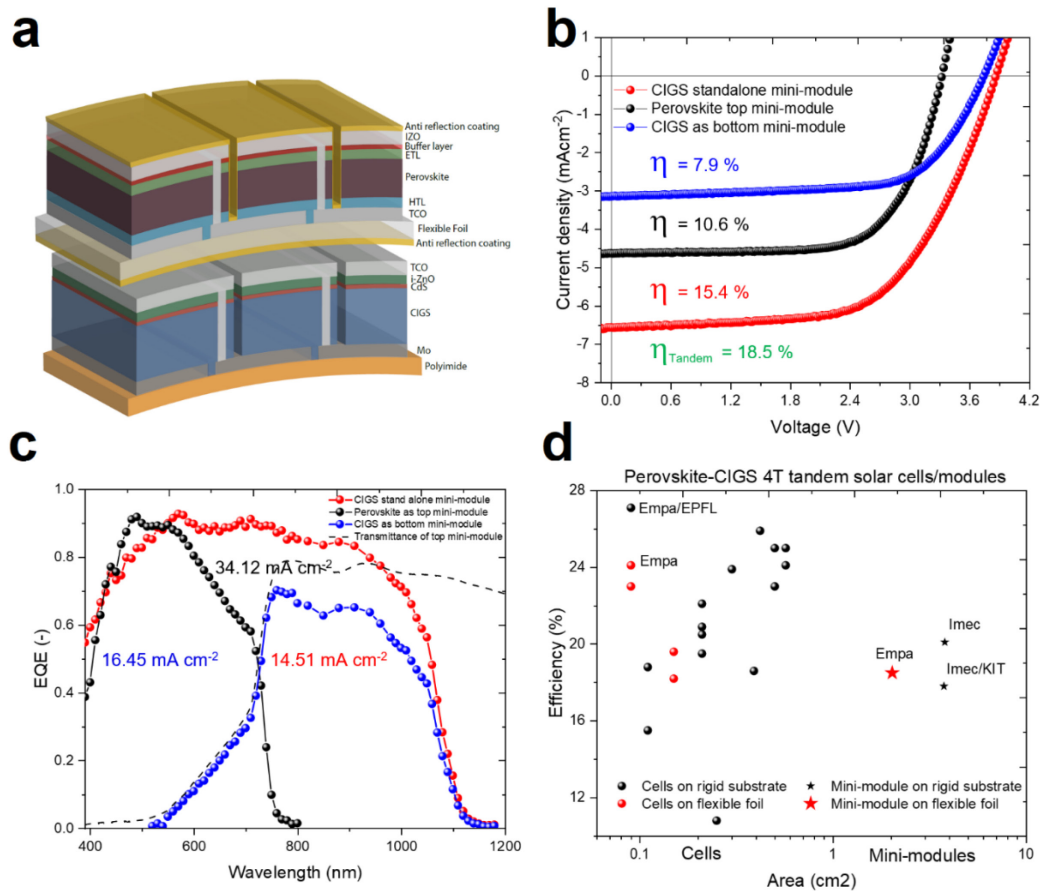 a
Anti reflection coating
IZO
Buffer layer
ETL
Perovskite
HTL
TCO
Flexible Foil
Anti reflection coating
TCO
i-ZnO
CdS
CIGS
Mo
Polyimide
b
1
0
-1
-2
-3
-4
-5
-6
-7
-8
Current density (mAcm⁻²)
CIGS standalone mini-module
Perovskite top mini-module
CIGS as bottom mini-module
η = 7.9 %
η = 10.6 %
η = 15.4 %
ηTandem = 18.5 %
0.0 0.6 1.2 1.8 2.4 3.0 3.6 4.2
Voltage (V)
c
1.0
0.9
0.8
0.6
0.4
0.2
0.0
EQE (-)
CIGS stand alone mini-module
Perovskite as top mini-module
CIGS as bottom mini-module
Transmittance of top mini-module
34.12 mA cm⁻²
16.45 mA cm⁻²
14.51 mA cm⁻²
400 600 800 1000 1200
Wavelength (nm)
d
Perovskite-CIGS 4T tandem solar cells/modules
28
24
20
16
12
Efficiency (%)
Empa/EPFL
Empa
Imec
Empa
Imec/KIT
Cells on rigid substrate
Mini-module on rigid substrate
Cells on flexible foil
Mini-module on flexible foil
Cells
Mini-modules
0.1 1 10
Area (cm2)